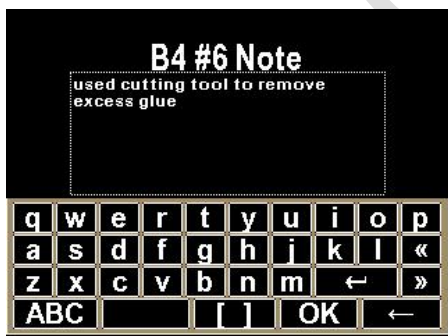 B4 #6 Note
used cutting tool to remove
excess glue
q w e r t y u i o p
a s d f g h j k l «
z x c v b n m ↵ »
ABC [ ] OK ←